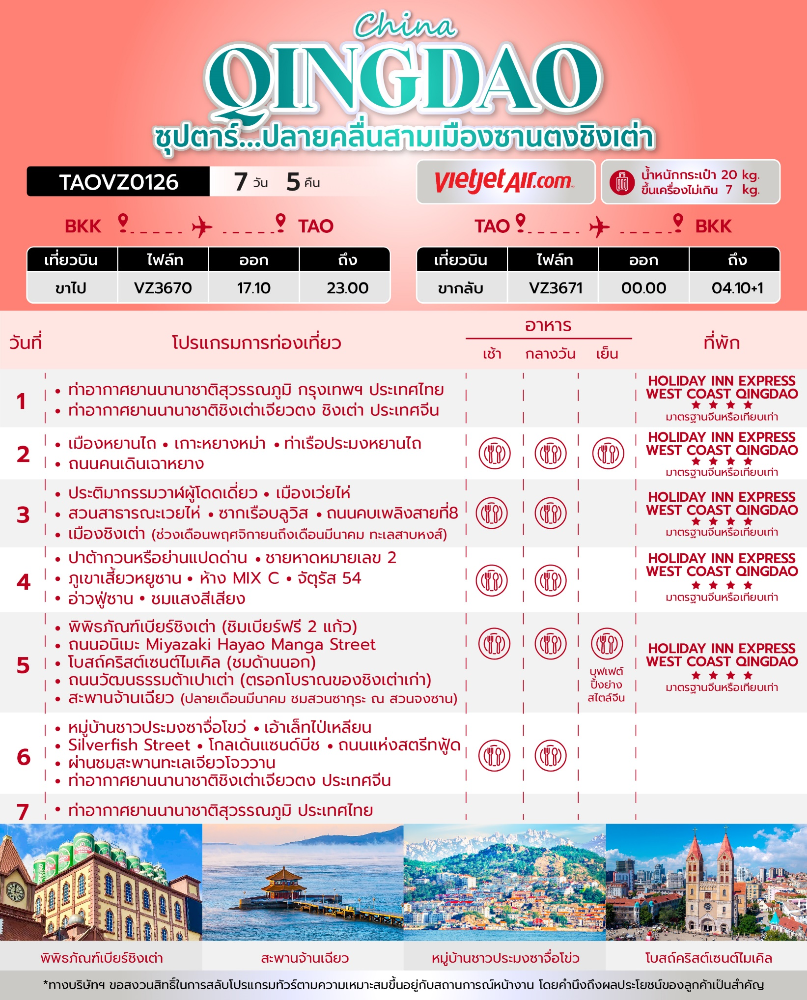 China
QINGDAO
ซุปตาร์...ปลายคลื่นสามเมืองซานตงชิงเต่า
TAOVZ0126 7 วัน 5 คืน
vietjetAir.com
น้ำหนักกระเป๋า 20 kg.
ขึ้นเครื่องไม่เกิน 7 kg.
BKK TAO
เที่ยวบิน ไฟล์ท ออก ถึง
ขาไป VZ3670 17.10 23.00
TAO BKK
เที่ยวบิน ไฟล์ท ออก ถึง
ขากลับ VZ3671 00.00 04.10+1
วันที่ โปรแกรมการท่องเที่ยว อาหาร ที่พัก
เช้า กลางวัน เย็น
1
• ท่าอากาศยานนานาชาติสุวรรณภูมิ กรุงเทพฯ ประเทศไทย
• ท่าอากาศยานนานาชาติชิงเต่าเจียวตง ชิงเต่า ประเทศจีน
HOLIDAY INN EXPRESS
WEST COAST QINGDAO
มาตรฐานจีนหรือเทียบเท่า
2
• เมืองหยานไถ • เกาะหยางหม่า • ท่าเรือประมงหยานไถ
• ถนนคนเดินเฉาหยาง
HOLIDAY INN EXPRESS
WEST COAST QINGDAO
มาตรฐานจีนหรือเทียบเท่า
3
• ประติมากรรมวาฬผู้โดดเดี่ยว • เมืองเว่ยไห่
• สวนสาธารณะเวยไห่ • ซากเรือบลูวิส • ถนนคบเพลิงสายที่8
• เมืองชิงเต่า (ช่วงเดือนพฤศจิกายนถึงเดือนมีนาคม ทะเลสาบหงส์)
HOLIDAY INN EXPRESS
WEST COAST QINGDAO
มาตรฐานจีนหรือเทียบเท่า
4
• ปาต้ากวนหรือย่านแปดด่าน • ชายหาดหมายเลข 2
• ภูเขาเสี้ยวหยูซาน • ห้าง MIX C • จัตุรัส 54
• อ่าวฟู่ซาน • ชมแสงสีเสียง
HOLIDAY INN EXPRESS
WEST COAST QINGDAO
มาตรฐานจีนหรือเทียบเท่า
5
• พิพิธภัณฑ์เบียร์ชิงเต่า (ชิมเบียร์ฟรี 2 แก้ว)
• ถนนอนิเมะ Miyazaki Hayao Manga Street
• โบสถ์คริสต์เซนต์ไมเคิล (ชมด้านนอก)
• ถนนวัฒนธรรมต้าเปาเต่า (ตรอกโบราณของชิงเต่าเก่า)
• สะพานจ้านเฉียว (ปลายเดือนมีนาคม ชมสวนซากุระ ณ สวนจงซาน)
บุฟเฟต์
ปิ้งย่าง
สไตล์จีน
HOLIDAY INN EXPRESS
WEST COAST QINGDAO
มาตรฐานจีนหรือเทียบเท่า
6
• หมู่บ้านชาวประมงซาจื่อโขว่ • เอ้าเล็ทไป่เหลียน
• Silverfish Street • โกลเด้นแซนด์บีช • ถนนแห่งสตรีทฟู้ด
• ผ่านชมสะพานทะเลเจียวโจววาน
• ท่าอากาศยานนานาชาติชิงเต่าเจียวตง ประเทศจีน
7
• ท่าอากาศยานนานาชาติสุวรรณภูมิ ประเทศไทย
TSINGTAO
พิพิธภัณฑ์เบียร์ชิงเต่า
สะพานจ้านเฉียว
หมู่บ้านชาวประมงซาจื่อโข่ว
โบสถ์คริสต์เซนต์ไมเคิล
*ทางบริษัทฯ ขอสงวนสิทธิ์ในการสลับโปรแกรมทัวร์ตามความเหมาะสมขึ้นอยู่กับสถานการณ์หน้างาน โดยคำนึงถึงผลประโยชน์ของลูกค้าเป็นสำคัญ